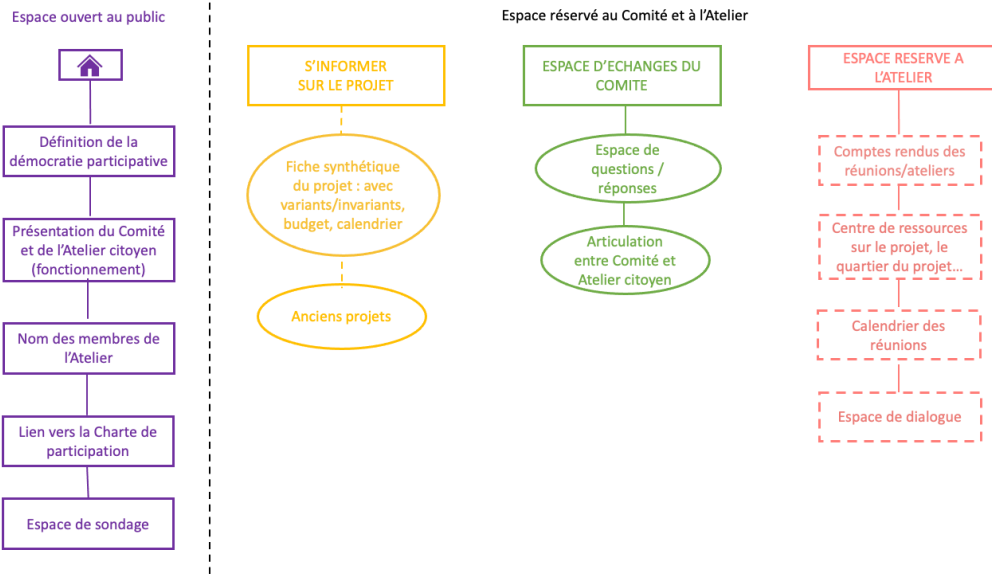 Espace ouvert au public
Définition de la
démocratie participative
Présentation du Comité
et de l'Atelier citoyen
(fonctionnement)
Nom des membres de
l'Atelier
Lien vers la Charte de
participation
Espace de sondage
Espace réservé au Comité et à l'Atelier
S'INFORMER
SUR LE PROJET
Fiche synthétique
du projet : avec
variants/invariants,
budget, calendrier
Anciens projets
ESPACE D'ECHANGES DU
COMITE
Espace de
questions /
réponses
Articulation
entre Comité et
Atelier citoyen
ESPACE RESERVE A
L'ATELIER
Comptes rendus des
réunions/ateliers
Centre de ressources
sur le projet, le
quartier du projet...
Calendrier des
réunions
Espace de dialogue